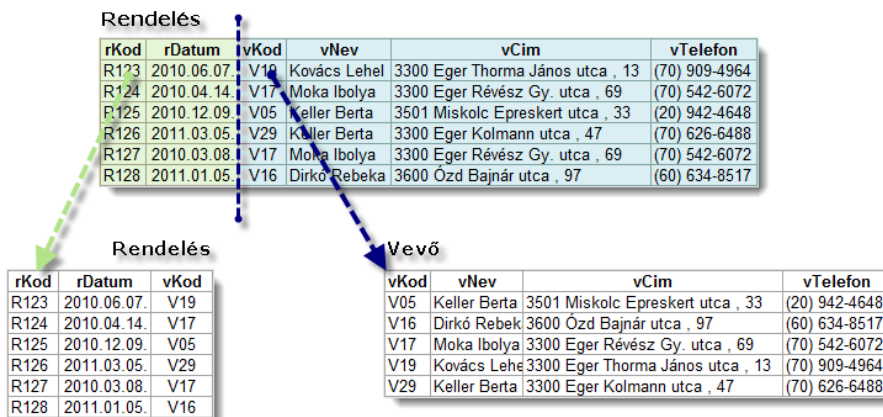 Rendelés
rKod rDatum vKod vNev vCim vTelefon
R123 2010.06.07. V19 Kovács Lehel 3300 Eger Thorma János utca , 13 (70) 909-4964
R124 2010.04.14. V17 Moka Ibolya 3300 Eger Révész Gy. utca , 69 (70) 542-6072
R125 2010.12.09. V05 Keller Berta 3501 Miskolc Epreskert utca , 33 (20) 942-4648
R126 2011.03.05. V29 Keller Berta 3300 Eger Kolmann utca , 47 (70) 626-6488
R127 2010.03.08. V17 Moka Ibolya 3300 Eger Révész Gy. utca , 69 (70) 542-6072
R128 2011.01.05. V16 Dirkó Rebeka 3600 Ózd Bajnár utca , 97 (60) 634-8517
Rendelés
rKod rDatum vKod
R123 2010.06.07. V19
R124 2010.04.14. V17
R125 2010.12.09. V05
R126 2011.03.05. V29
R127 2010.03.08. V17
R128 2011.01.05. V16
Vevő
vKod vNev vCim vTelefon
V05 Keller Berta 3501 Miskolc Epreskert utca , 33 (20) 942-4648
V16 Dirkó Rebek 3600 Ózd Bajnár utca , 97 (60) 634-8517
V17 Moka Ibolya 3300 Eger Révész Gy. utca , 69 (70) 542-6072
V19 Kovács Lehe 3300 Eger Thorma János utca , 13 (70) 909-4964
V29 Keller Berta 3300 Eger Kolmann utca , 47 (70) 626-6488